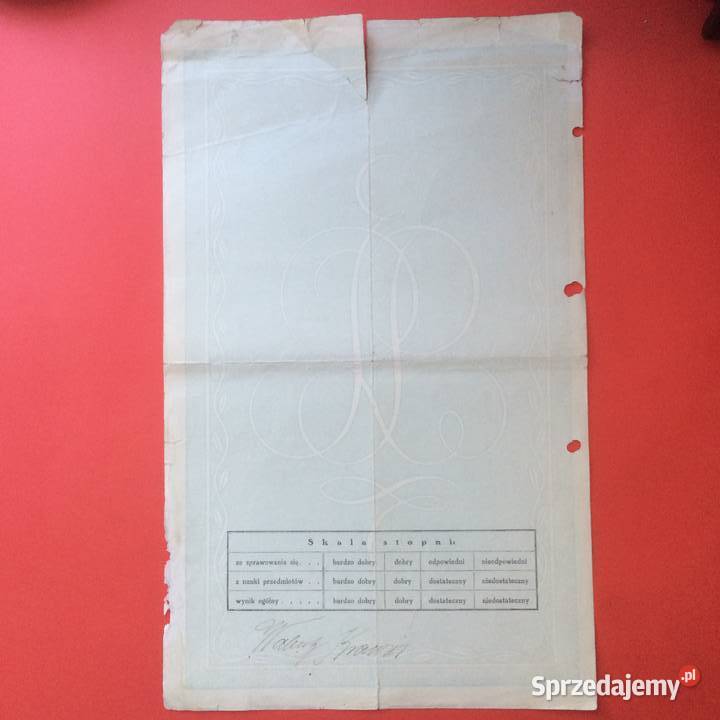 Skala stopni:
ze sprawowania się. . . bardzo dobry dobry odpowiedni nieodpowiedni
z nauki przedmiotów . . bardzo dobry dobry dostateczny niedostateczny
wynik ogólny . . . . . bardzo dobry dobry dostateczny niedostateczny
Sprzedajemy.pl